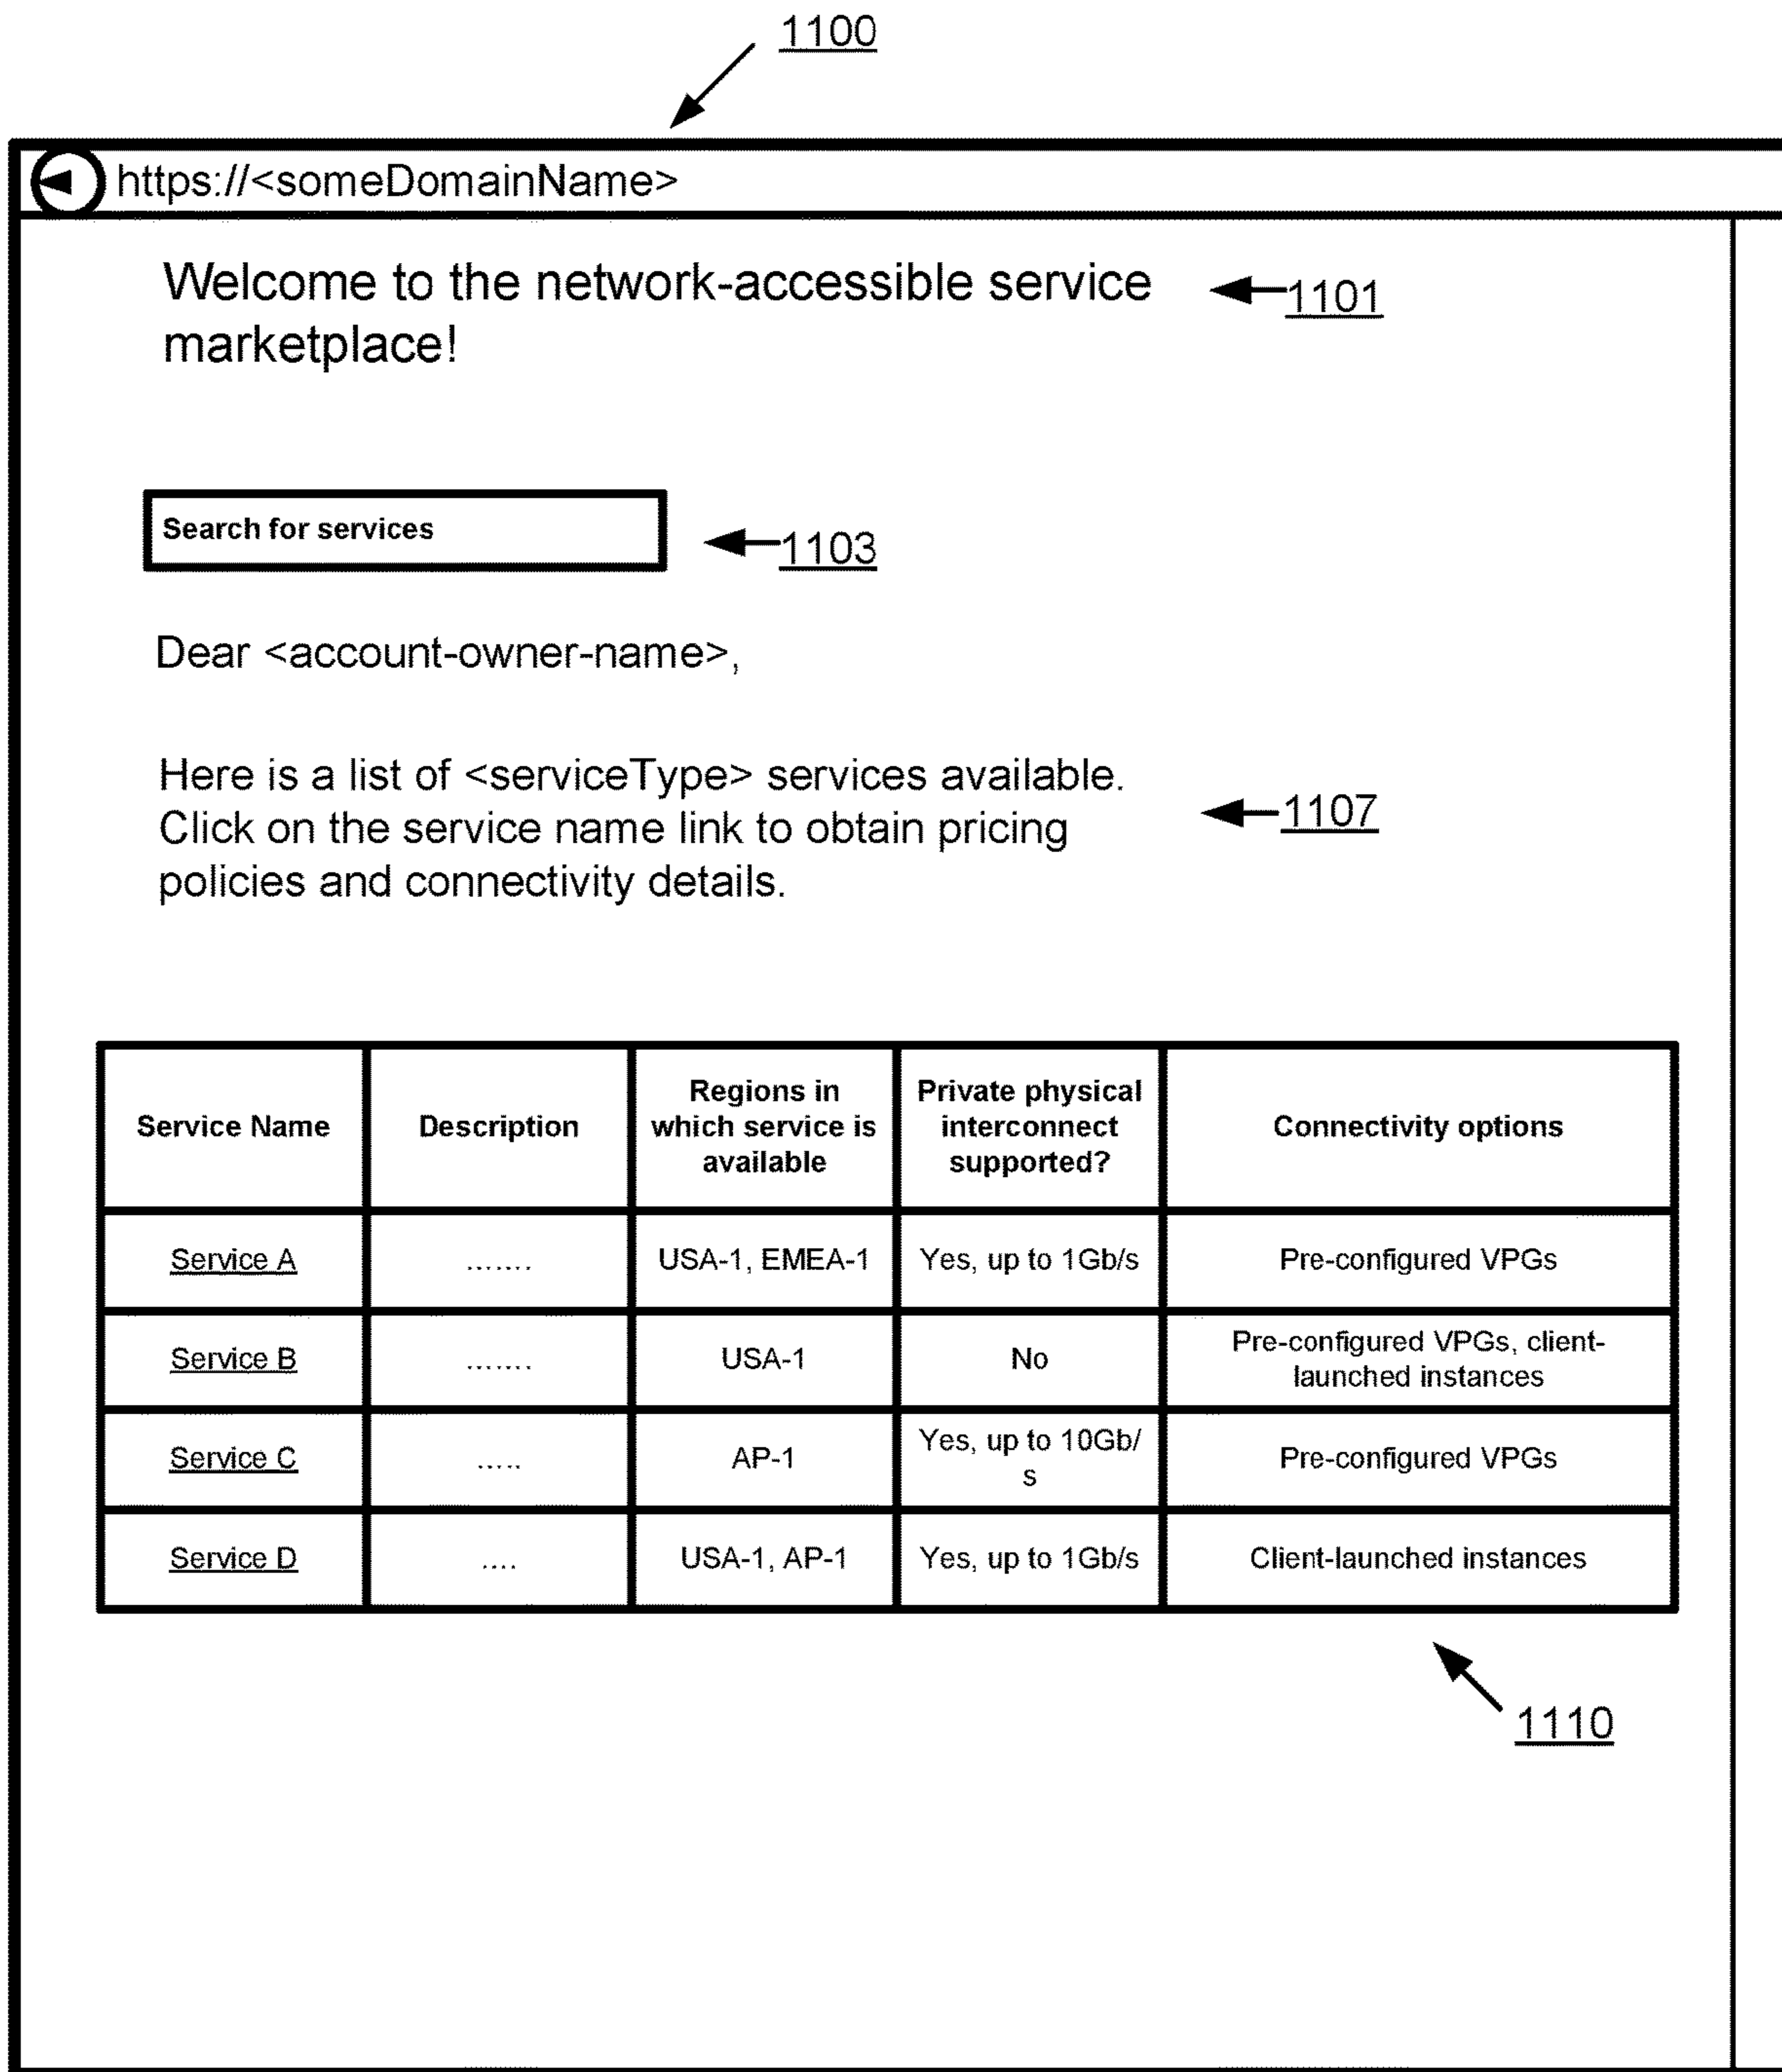 1100
https://<someDomainName>
Welcome to the network-accessible service
1101
marketplace!
Search for services
1103
Dear <account-owner-name>,
Here is a list of <serviceType> services available.
Click on the service name link to obtain pricing
1107
policies and connectivity details.
Service Name
Description
Regions in
which service is
available
Private physical
interconnect
supported?
Connectivity options
Service A
.......
USA-1, EMEA-1
Yes, up to 1Gb/s
Pre-configured VPGs
Service B
.......
USA-1
No
Pre-configured VPGs, client-
launched instances
Service C
.....
AP-1
Yes, up to 10Gb/
s
Pre-configured VPGs
Service D
....
USA-1, AP-1
Yes, up to 1Gb/s
Client-launched instances
1110